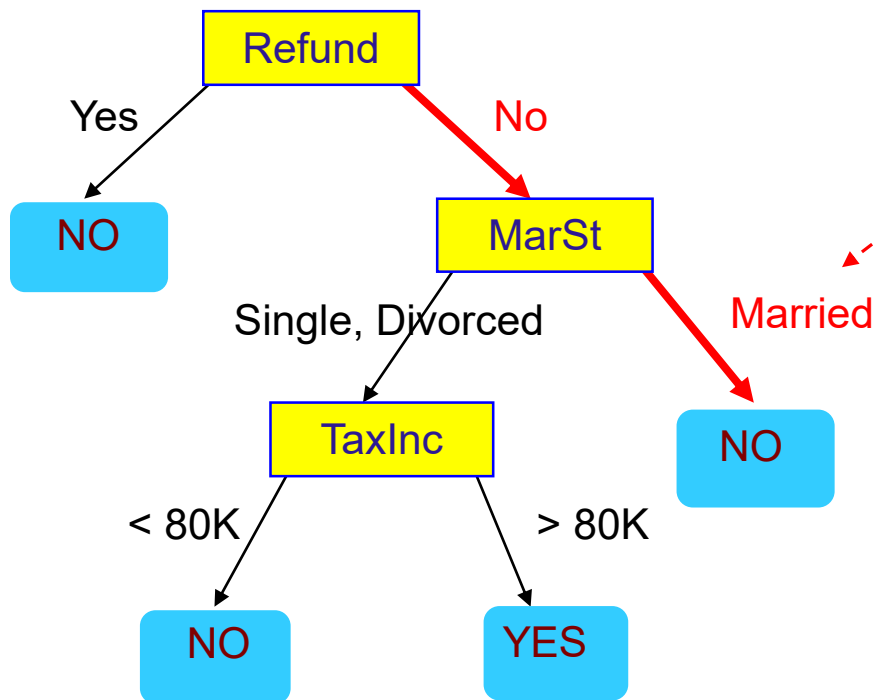 Refund
Yes
No
NO
MarSt
Single, Divorced
Married
TaxInc
NO
< 80K
> 80K
NO
YES